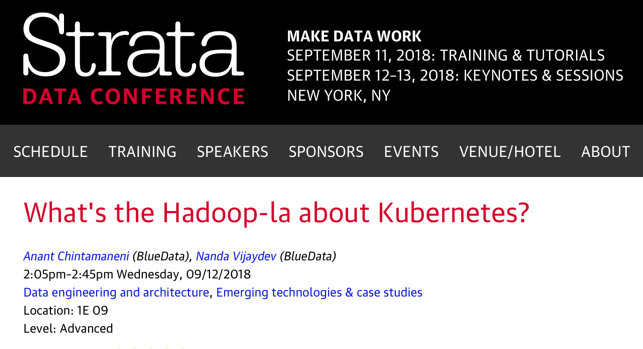 Strata
DATA CONFERENCE
MAKE DATA WORK
SEPTEMBER 11, 2018: TRAINING & TUTORIALS
SEPTEMBER 12–13, 2018: KEYNOTES & SESSIONS
NEW YORK, NY
SCHEDULE TRAINING SPEAKERS SPONSORS EVENTS VENUE/HOTEL ABOUT
What's the Hadoop-la about Kubernetes?
Anant Chintamaneni (BlueData), Nanda Vijaydev (BlueData)
2:05pm–2:45pm Wednesday, 09/12/2018
Data engineering and architecture, Emerging technologies & case studies
Location: 1E 09
Level: Advanced